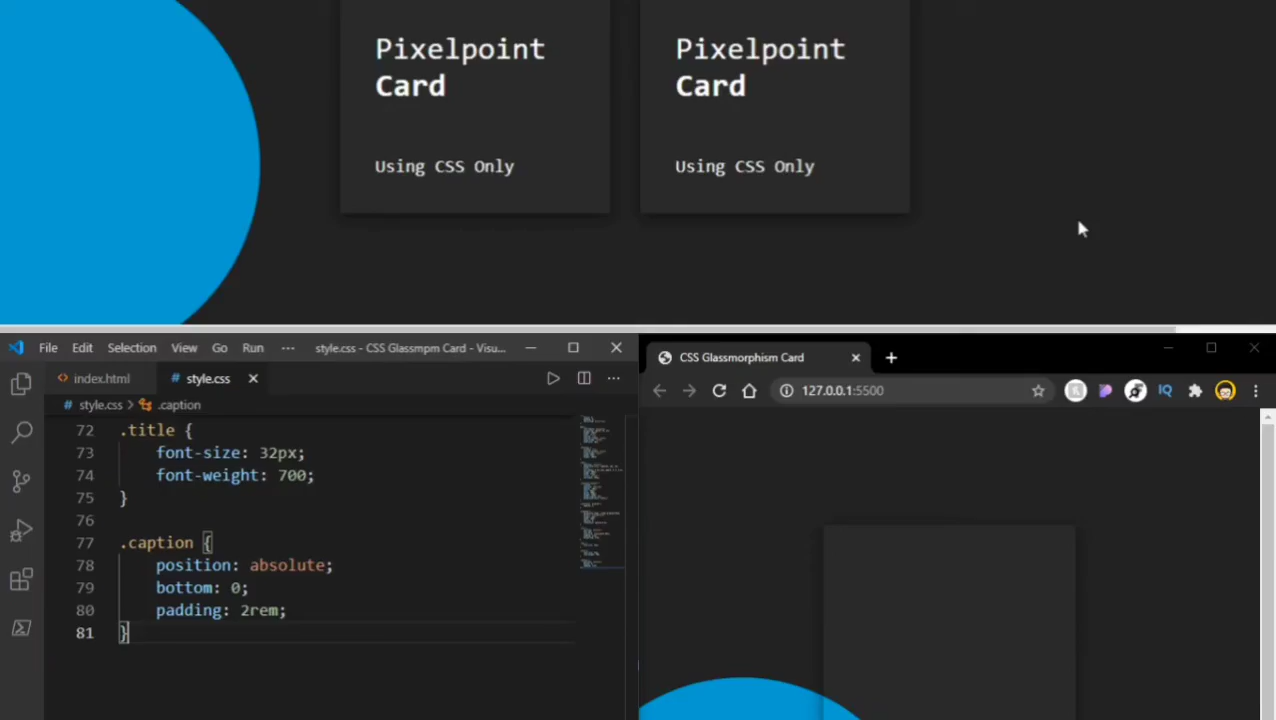 Pixelpoint
Card
Using CSS Only
Pixelpoint
Card
Using CSS Only
File Edit Selection View Go Run ··· style.css - CSS Glassmpm Card - Visu...
index.html
# style.css
# style.css > .caption
72 .title {
73 font-size: 32px;
74 font-weight: 700;
75 }
76
77 .caption {
78 position: absolute;
79 bottom: 0;
80 padding: 2rem;
81 }
CSS Glassmorphism Card
127.0.0.1:5500
IQ